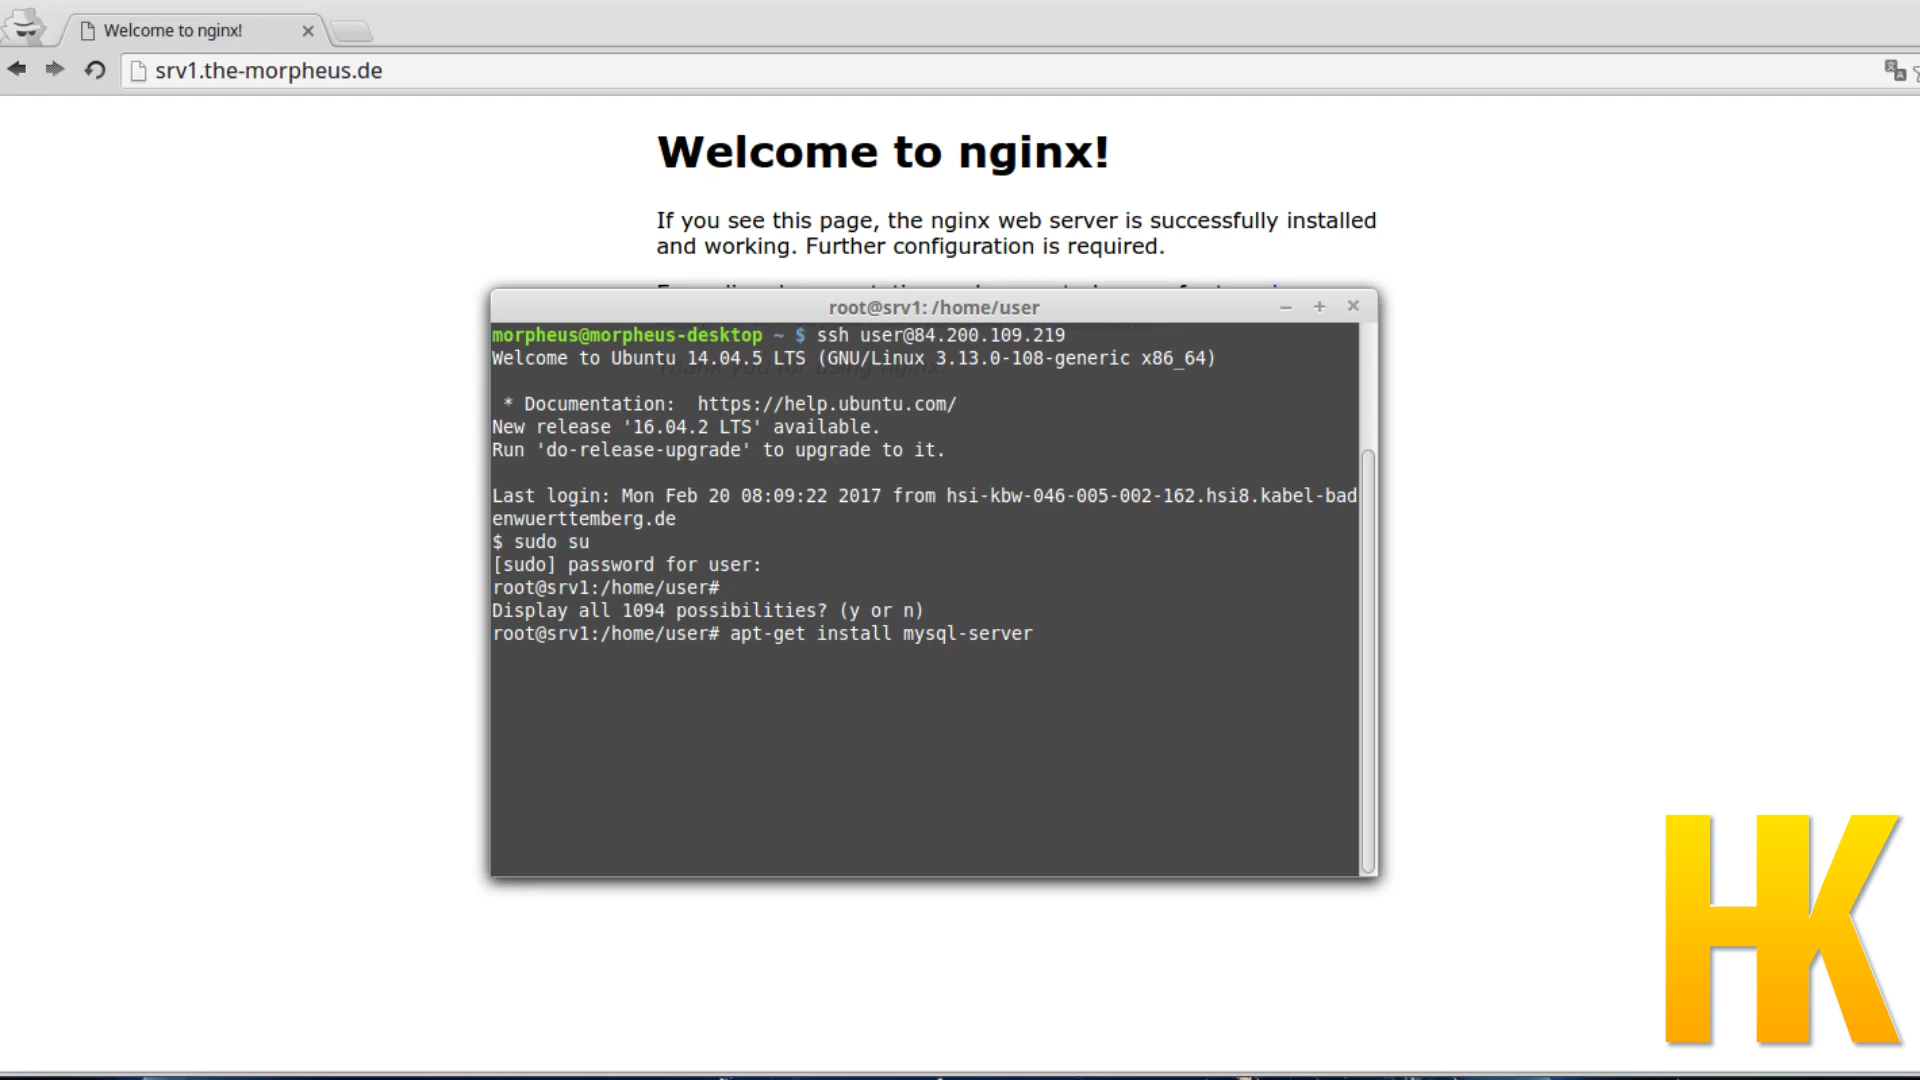 Welcome to nginx!
srv1.the-morpheus.de
Welcome to nginx!
If you see this page, the nginx web server is successfully installed
and working. Further configuration is required.
root@srv1: /home/user
morpheus@morpheus-desktop ~ $ ssh user@84.200.109.219
Welcome to Ubuntu 14.04.5 LTS (GNU/Linux 3.13.0-108-generic x86_64)
Thank you for using nginx.
* Documentation:  https://help.ubuntu.com/
New release '16.04.2 LTS' available.
Run 'do-release-upgrade' to upgrade to it.
Last login: Mon Feb 20 08:09:22 2017 from hsi-kbw-046-005-002-162.hsi8.kabel-bad
enwuerttemberg.de
$ sudo su
[sudo] password for user:
root@srv1:/home/user#
Display all 1094 possibilities? (y or n)
root@srv1:/home/user# apt-get install mysql-server
HK